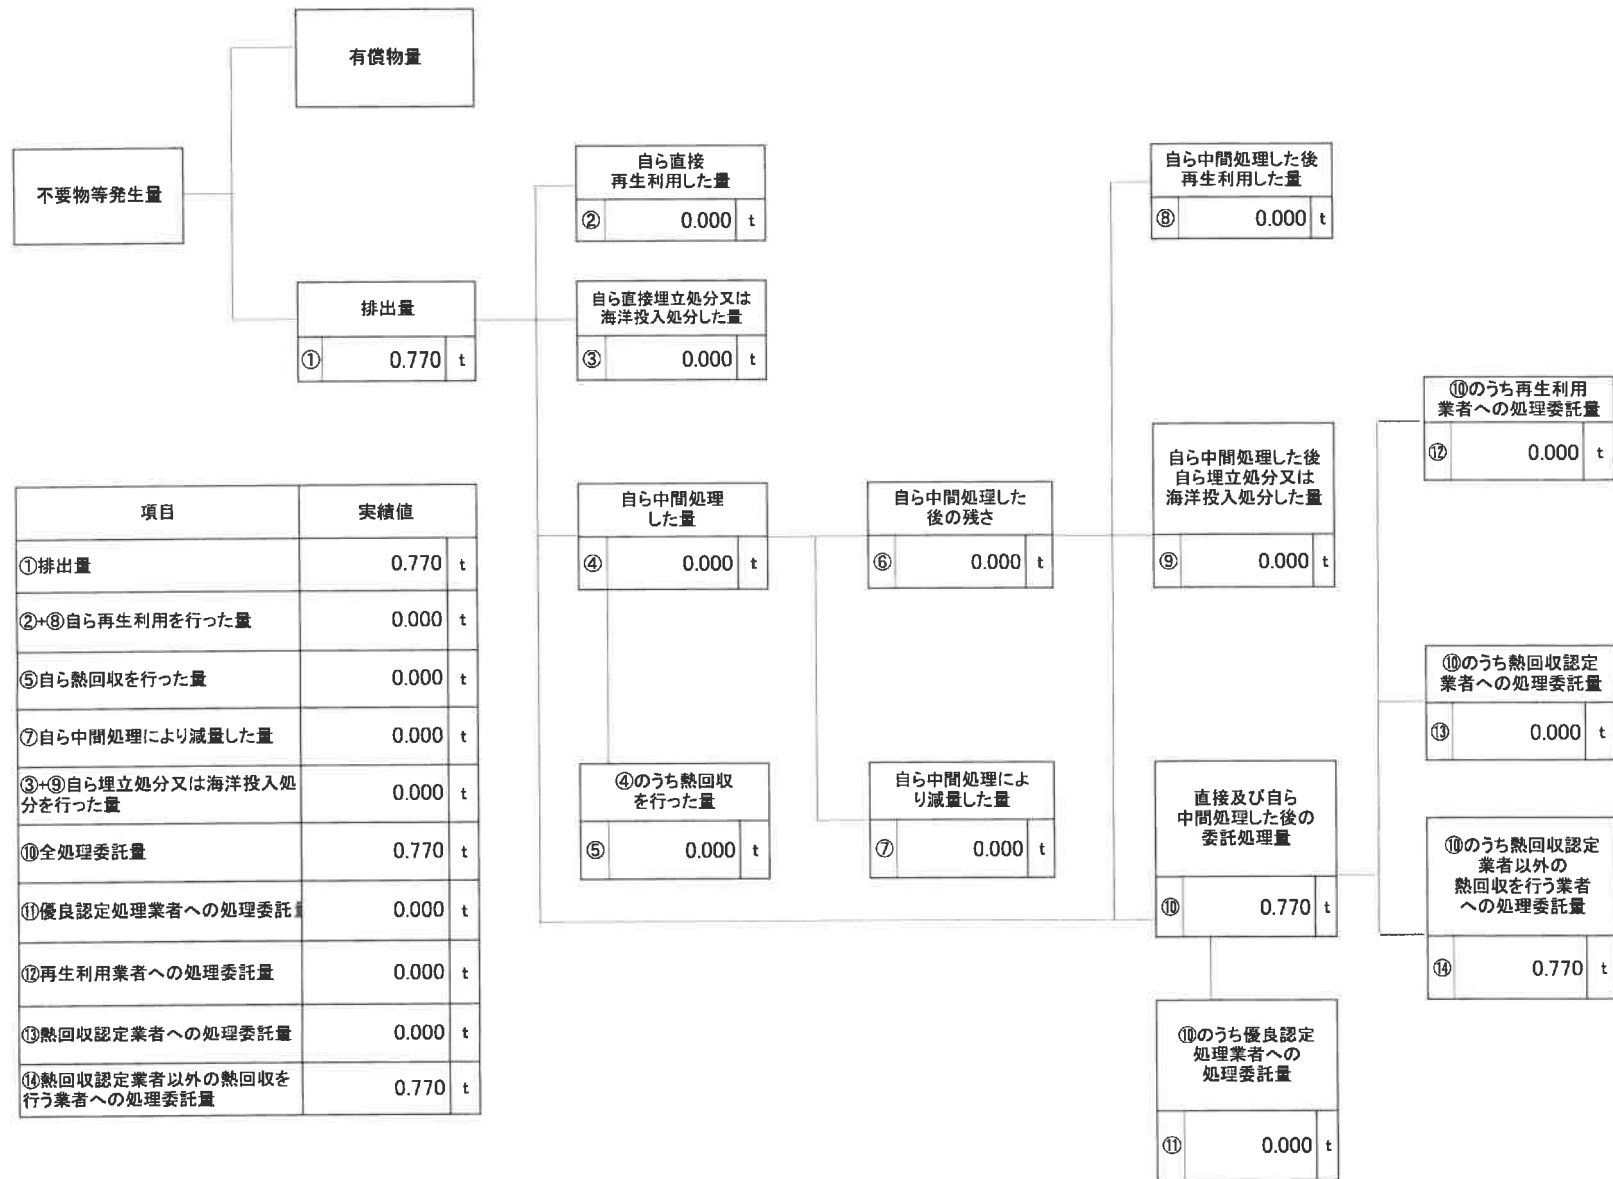 有償物量
不要物等発生量
排出量
① 0.770 t
自ら直接
再生利用した量
② 0.000 t
自ら直接埋立処分又は
海洋投入処分した量
③ 0.000 t
自ら中間処理
した量
④ 0.000 t
④のうち熱回収
を行った量
⑤ 0.000 t
自ら中間処理した
後の残さ
⑥ 0.000 t
自ら中間処理によ
り減量した量
⑦ 0.000 t
自ら中間処理した後
再生利用した量
⑧ 0.000 t
自ら中間処理した後
自ら埋立処分又は
海洋投入処分した量
⑨ 0.000 t
直接及び自ら
中間処理した後の
委託処理量
⑩ 0.770 t
⑩のうち優良認定
処理業者への
処理委託量
⑪ 0.000 t
⑩のうち再生利用
業者への処理委託量
⑫ 0.000 t
⑩のうち熱回収認定
業者への処理委託量
⑬ 0.000 t
⑩のうち熱回収認定
業者以外の
熱回収を行う業者
への処理委託量
⑭ 0.770 t
項目 実績値
①排出量 0.770 t
②+⑧自ら再生利用を行った量 0.000 t
⑤自ら熱回収を行った量 0.000 t
⑦自ら中間処理により減量した量 0.000 t
③+⑨自ら埋立処分又は海洋投入処
分を行った量 0.000 t
⑩全処理委託量 0.770 t
⑪優良認定処理業者への処理委託量 0.000 t
⑫再生利用業者への処理委託量 0.000 t
⑬熱回収認定業者への処理委託量 0.000 t
⑭熱回収認定業者以外の熱回収を
行う業者への処理委託量 0.770 t